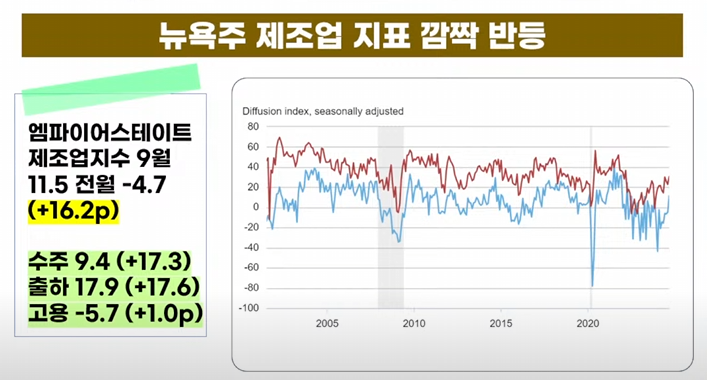 뉴욕주 제조업 지표 깜짝 반등
엠파이어스테이트
제조업지수 9월
11.5 전월 -4.7
(+16.2p)
수주 9.4 (+17.3)
출하 17.9 (+17.6)
고용 -5.7 (+1.0p)
Diffusion index, seasonally adjusted
80
60
40
20
0
-20
-40
-60
-80
-100
2005 2010 2015 2020